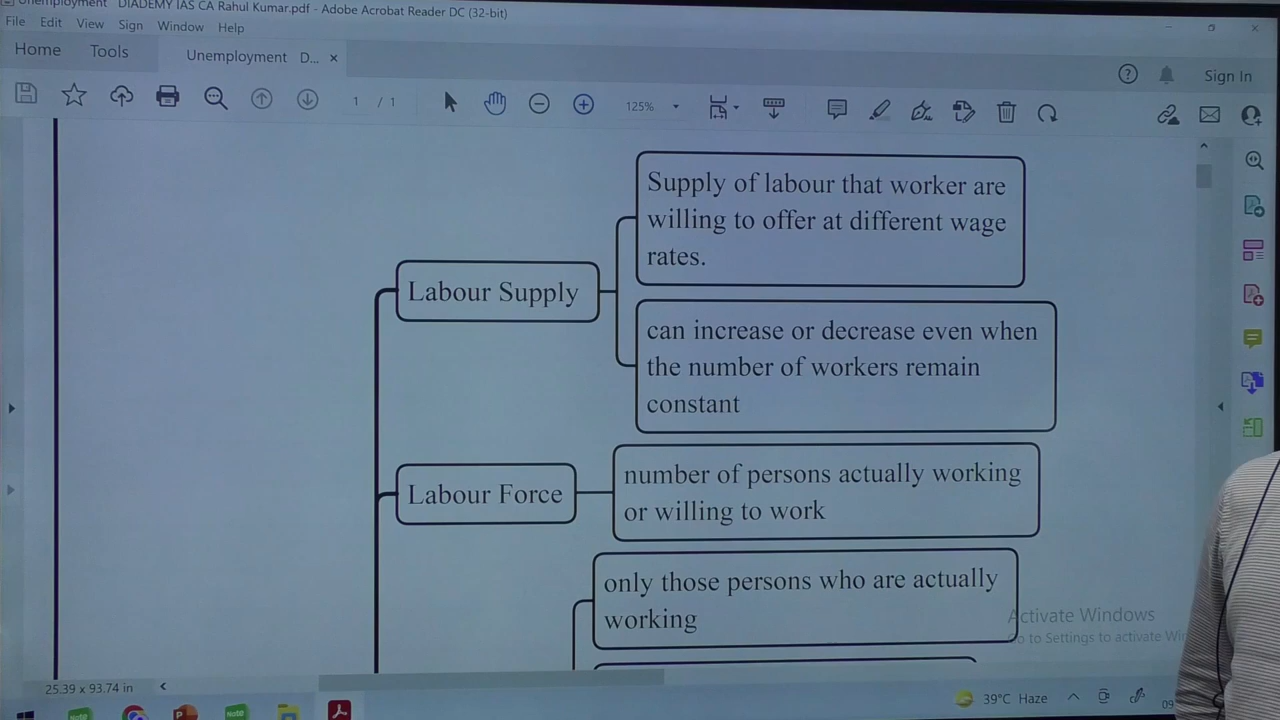 Unemployment DIADEMY IAS CA Rahul Kumar.pdf - Adobe Acrobat Reader DC (32-bit)
File Edit View Sign Window Help
Home Tools Unemployment D... ×
Sign In
1 / 1 125%
Supply of labour that worker are
willing to offer at different wage
rates.
Labour Supply
can increase or decrease even when
the number of workers remain
constant
Labour Force
number of persons actually working
or willing to work
only those persons who are actually
working
Activate Windows
Go to Settings to activate Wi
25.39 x 93.74 in
39°C Haze
09